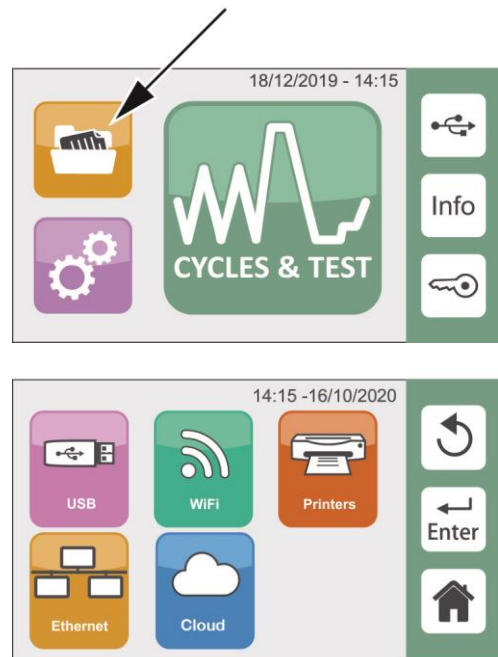 18/12/2019 - 14:15
CYCLES & TEST
Info
14:15 -16/10/2020
USB
WiFi
Printers
Enter
Ethernet
Cloud